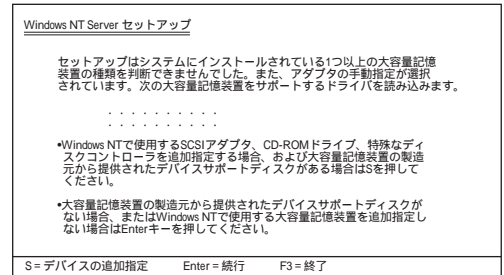 Windows NT Server セットアップ
セットアップはシステムにインストールされている1つ以上の大容量記憶
装置の種類を判断できませんでした。また、アダプタの手動指定が選択
されています。次の大容量記憶装置をサポートするドライバを読み込みます。
. . . . . . . . . .
. . . . . . . . . .
•Windows NTで使用するSCSIアダプタ、CD-ROMドライブ、特殊なディ
スクコントローラを追加指定する場合、および大容量記憶装置の製造
元から提供されたデバイスサポートディスクがある場合はSを押して
ください。
•大容量記憶装置の製造元から提供されたデバイスサポートディスクが
ない場合、またはWindows NTで使用する大容量記憶装置を追加指定し
ない場合はEnterキーを押してください。
S = デバイスの追加指定 Enter = 続行 F3 = 終了